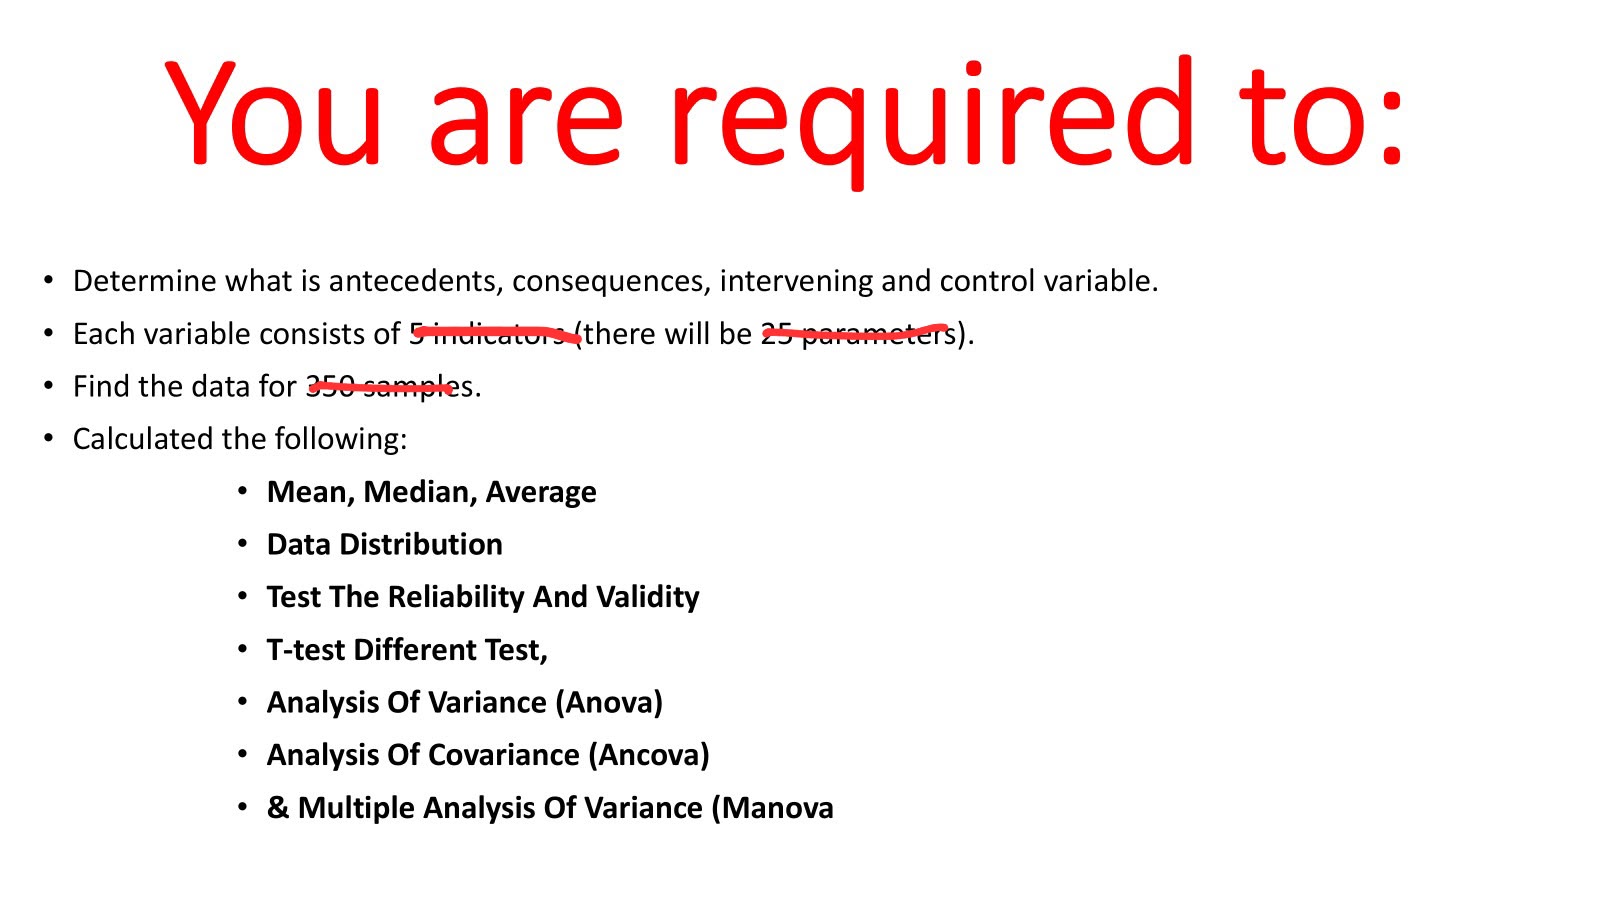 You are required to:
• Determine what is antecedents, consequences, intervening and control variable.
• Each variable consists of 5 indicators (there will be 25 parameters).
• Find the data for 350 samples.
• Calculated the following:
• Mean, Median, Average
• Data Distribution
• Test The Reliability And Validity
• T-test Different Test,
• Analysis Of Variance (Anova)
• Analysis Of Covariance (Ancova)
• & Multiple Analysis Of Variance (Manova